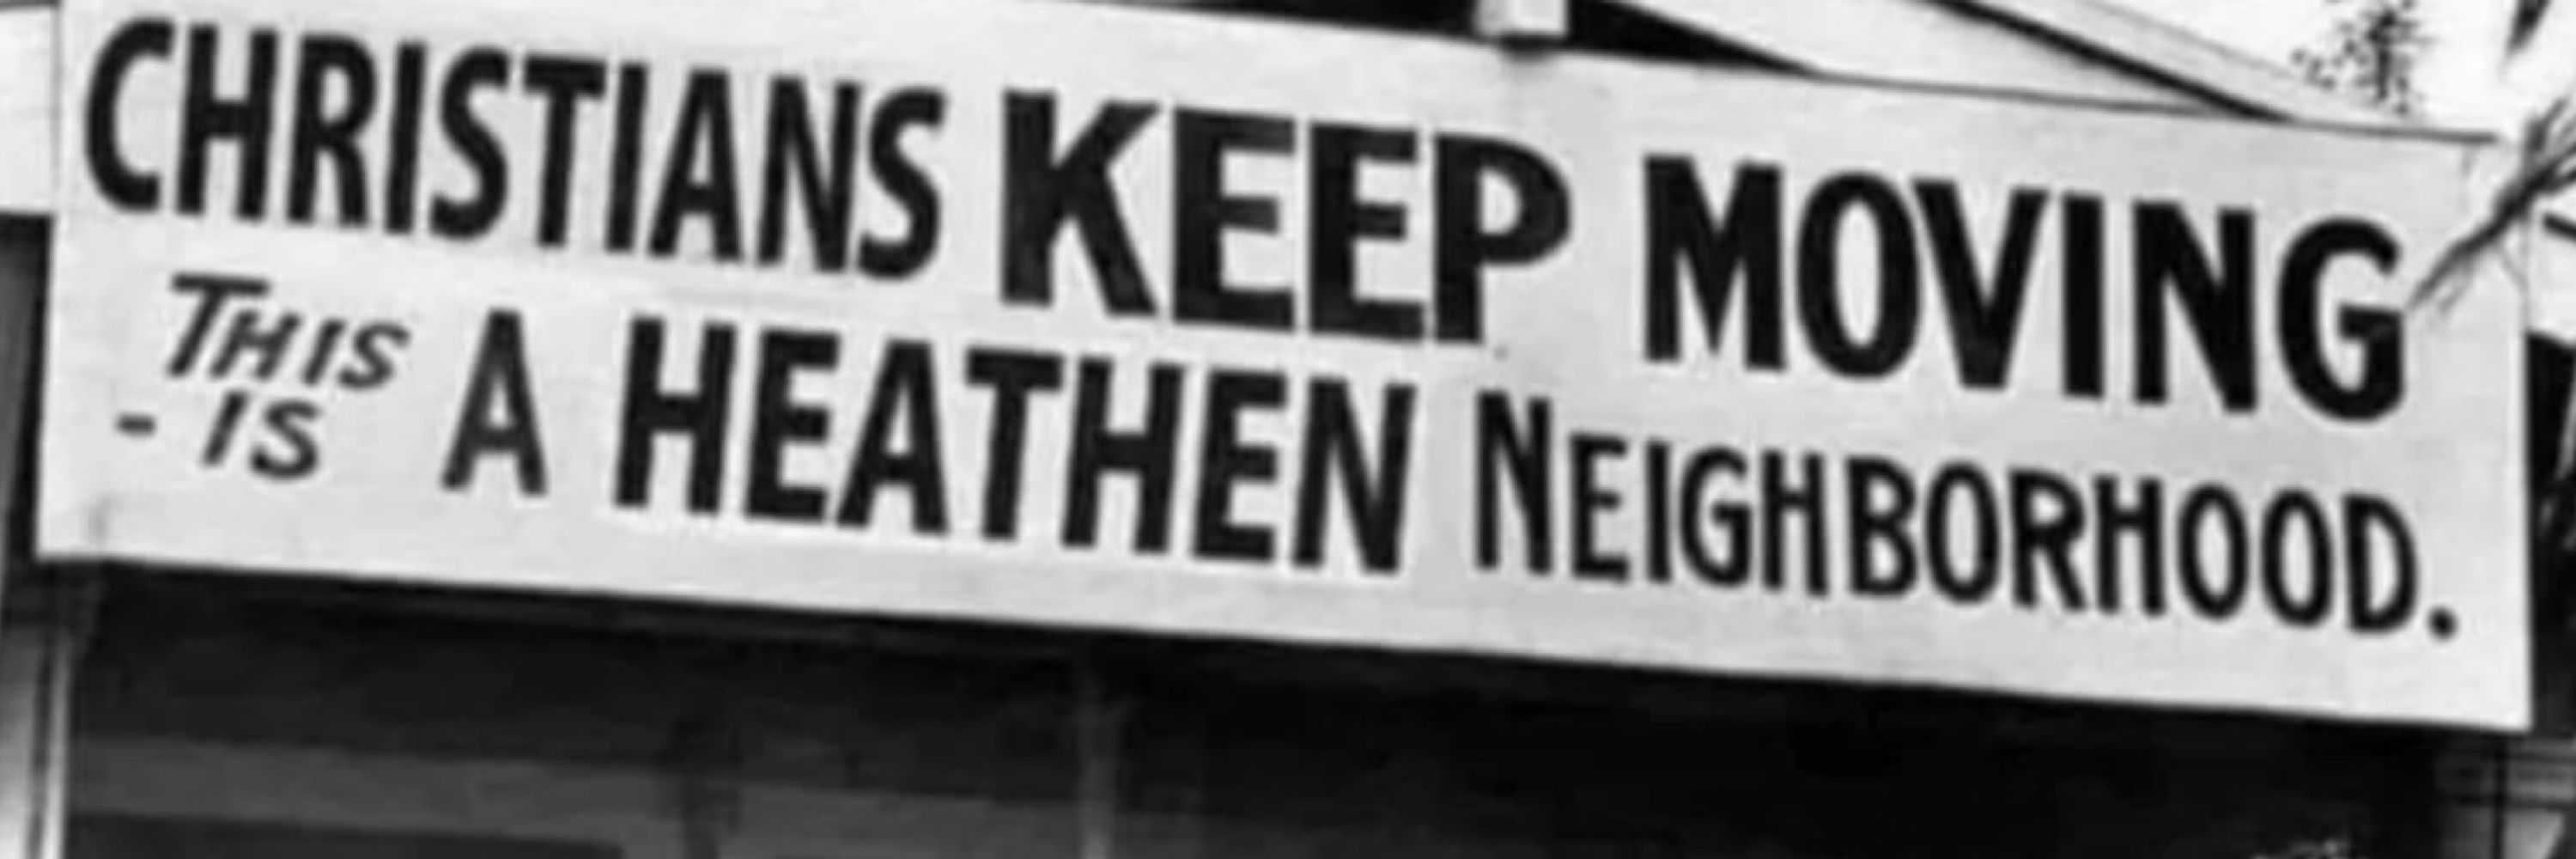 CHRISTIANS KEEP MOVING
THIS
- IS A HEATHEN NEIGHBORHOOD.